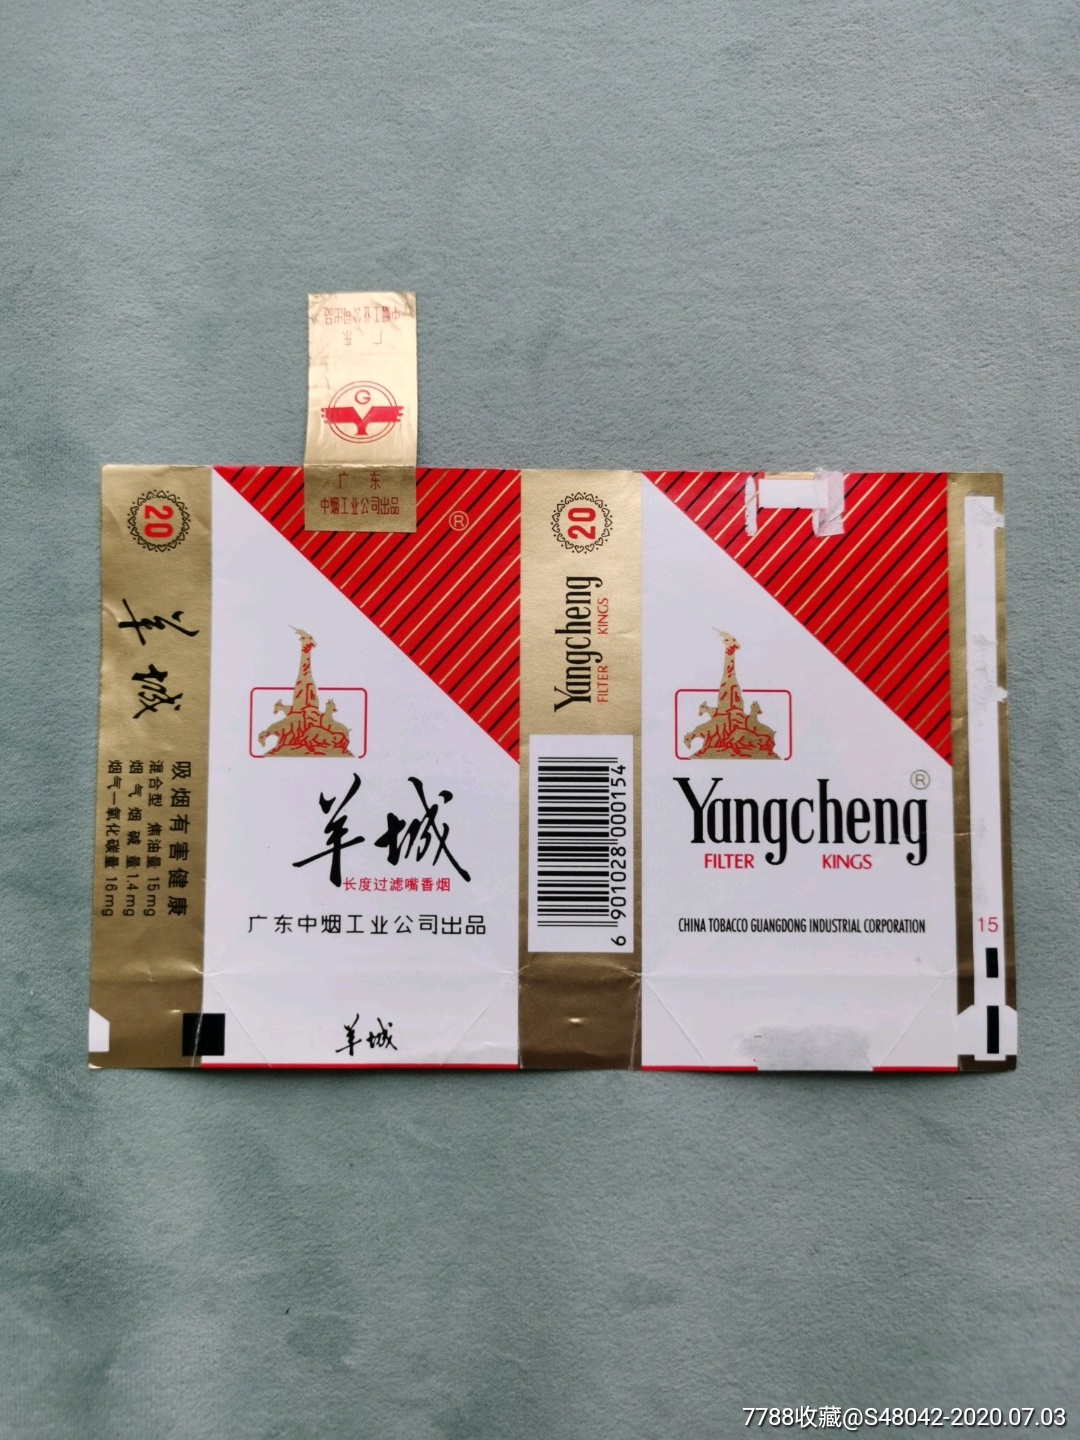 中烟工业公司出品
广 东
G
广 东
中烟工业公司出品
®
20
羊城
吸烟有害健康
混合型 焦油量 15mg
烟气烟碱量 1.4mg
烟气一氧化碳量 16mg
羊城
长度过滤嘴香烟
广东中烟工业公司出品
羊城
20
Yangcheng
FILTER KINGS
6 901028 000154
Yangcheng®
FILTER KINGS
CHINA TOBACCO GUANGDONG INDUSTRIAL CORPORATION
15
7788收藏@S48042-2020.07.03